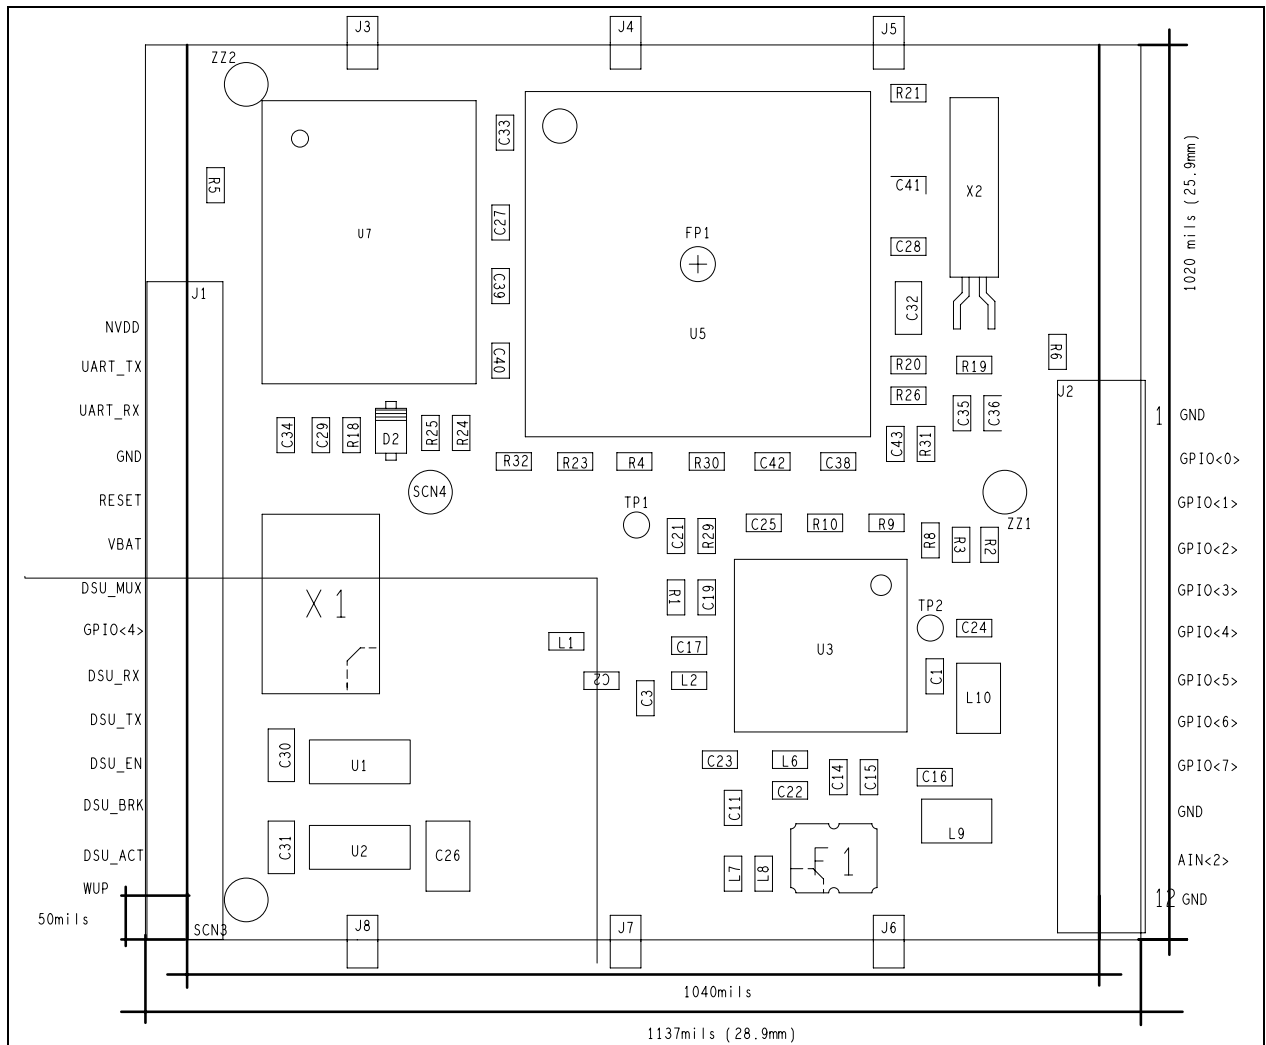 J3
J4
J5
ZZ2
R21
C33
R5
C41
X2
C27
U7
FP1
C28
1020 mils (25.9mm)
C39
J1
C32
NVDD
U5
R6
UART_TX
C40
R20
R19
J2
R26
UART_RX
C34
C29
R18
D2
R25
R24
C35
C36
1
GND
C43
R31
GND
R32
R23
R4
R30
C42
C38
GPIO<0>
RESET
SCN4
TP1
ZZ1
GPIO<1>
C21
R29
C25
R10
R9
VBAT
R8
R3
R2
GPIO<2>
DSU_MUX
X1
R1
C19
TP2
GPIO<3>
GPIO<4>
L1
C17
U3
C24
GPIO<4>
DSU_RX
C2
C3
L2
C1
L10
GPIO<5>
DSU_TX
GPIO<6>
DSU_EN
C30
U1
C23
L6
C14
C15
C16
GPIO<7>
DSU_BRK
C11
C22
GND
L9
DSU_ACT
C31
U2
C26
L7
L8
F1
AIN<2>
WUP
12
GND
50mils
SCN3
J8
J7
J6
1040mils
1137mils (28.9mm)